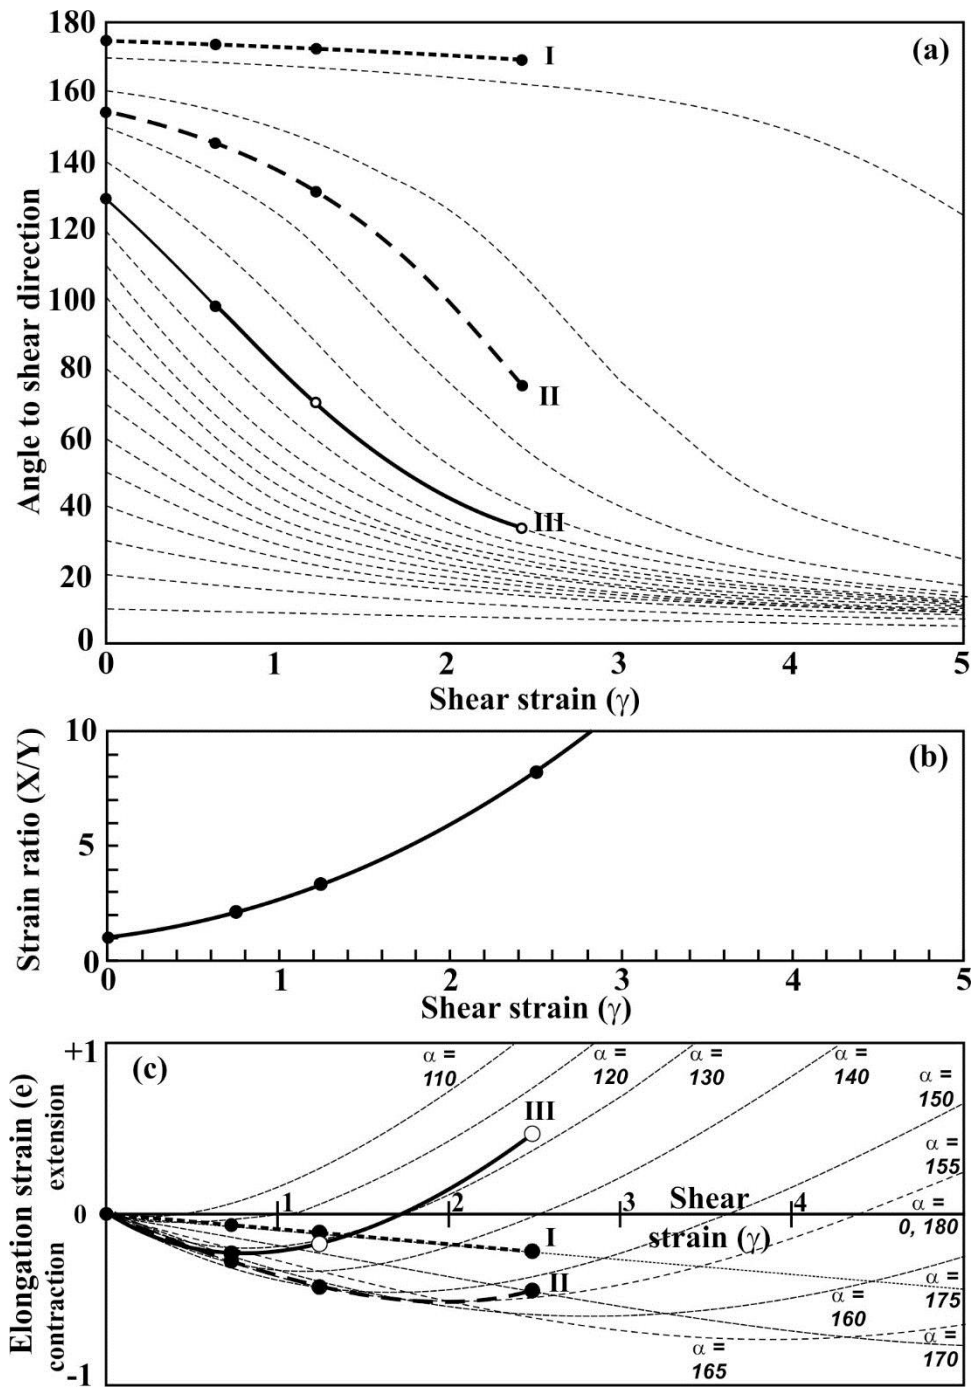 180
160
140
120
100
80
60
40
20
0
Angle to shear direction
(a)
I
II
III
0 1 2 3 4 5
Shear strain (γ)
10
5
0
Strain ratio (X/Y)
(b)
0 1 2 3 4 5
Shear strain (γ)
+1
0
-1
Elongation strain (e)
contraction extension
(c)
α =
110
α =
120
α =
130
α =
140
α =
150
α =
155
α =
0, 180
α =
175
α =
160
α =
165
α =
170
III
I
II
1 2 3 4
Shear
strain (γ)